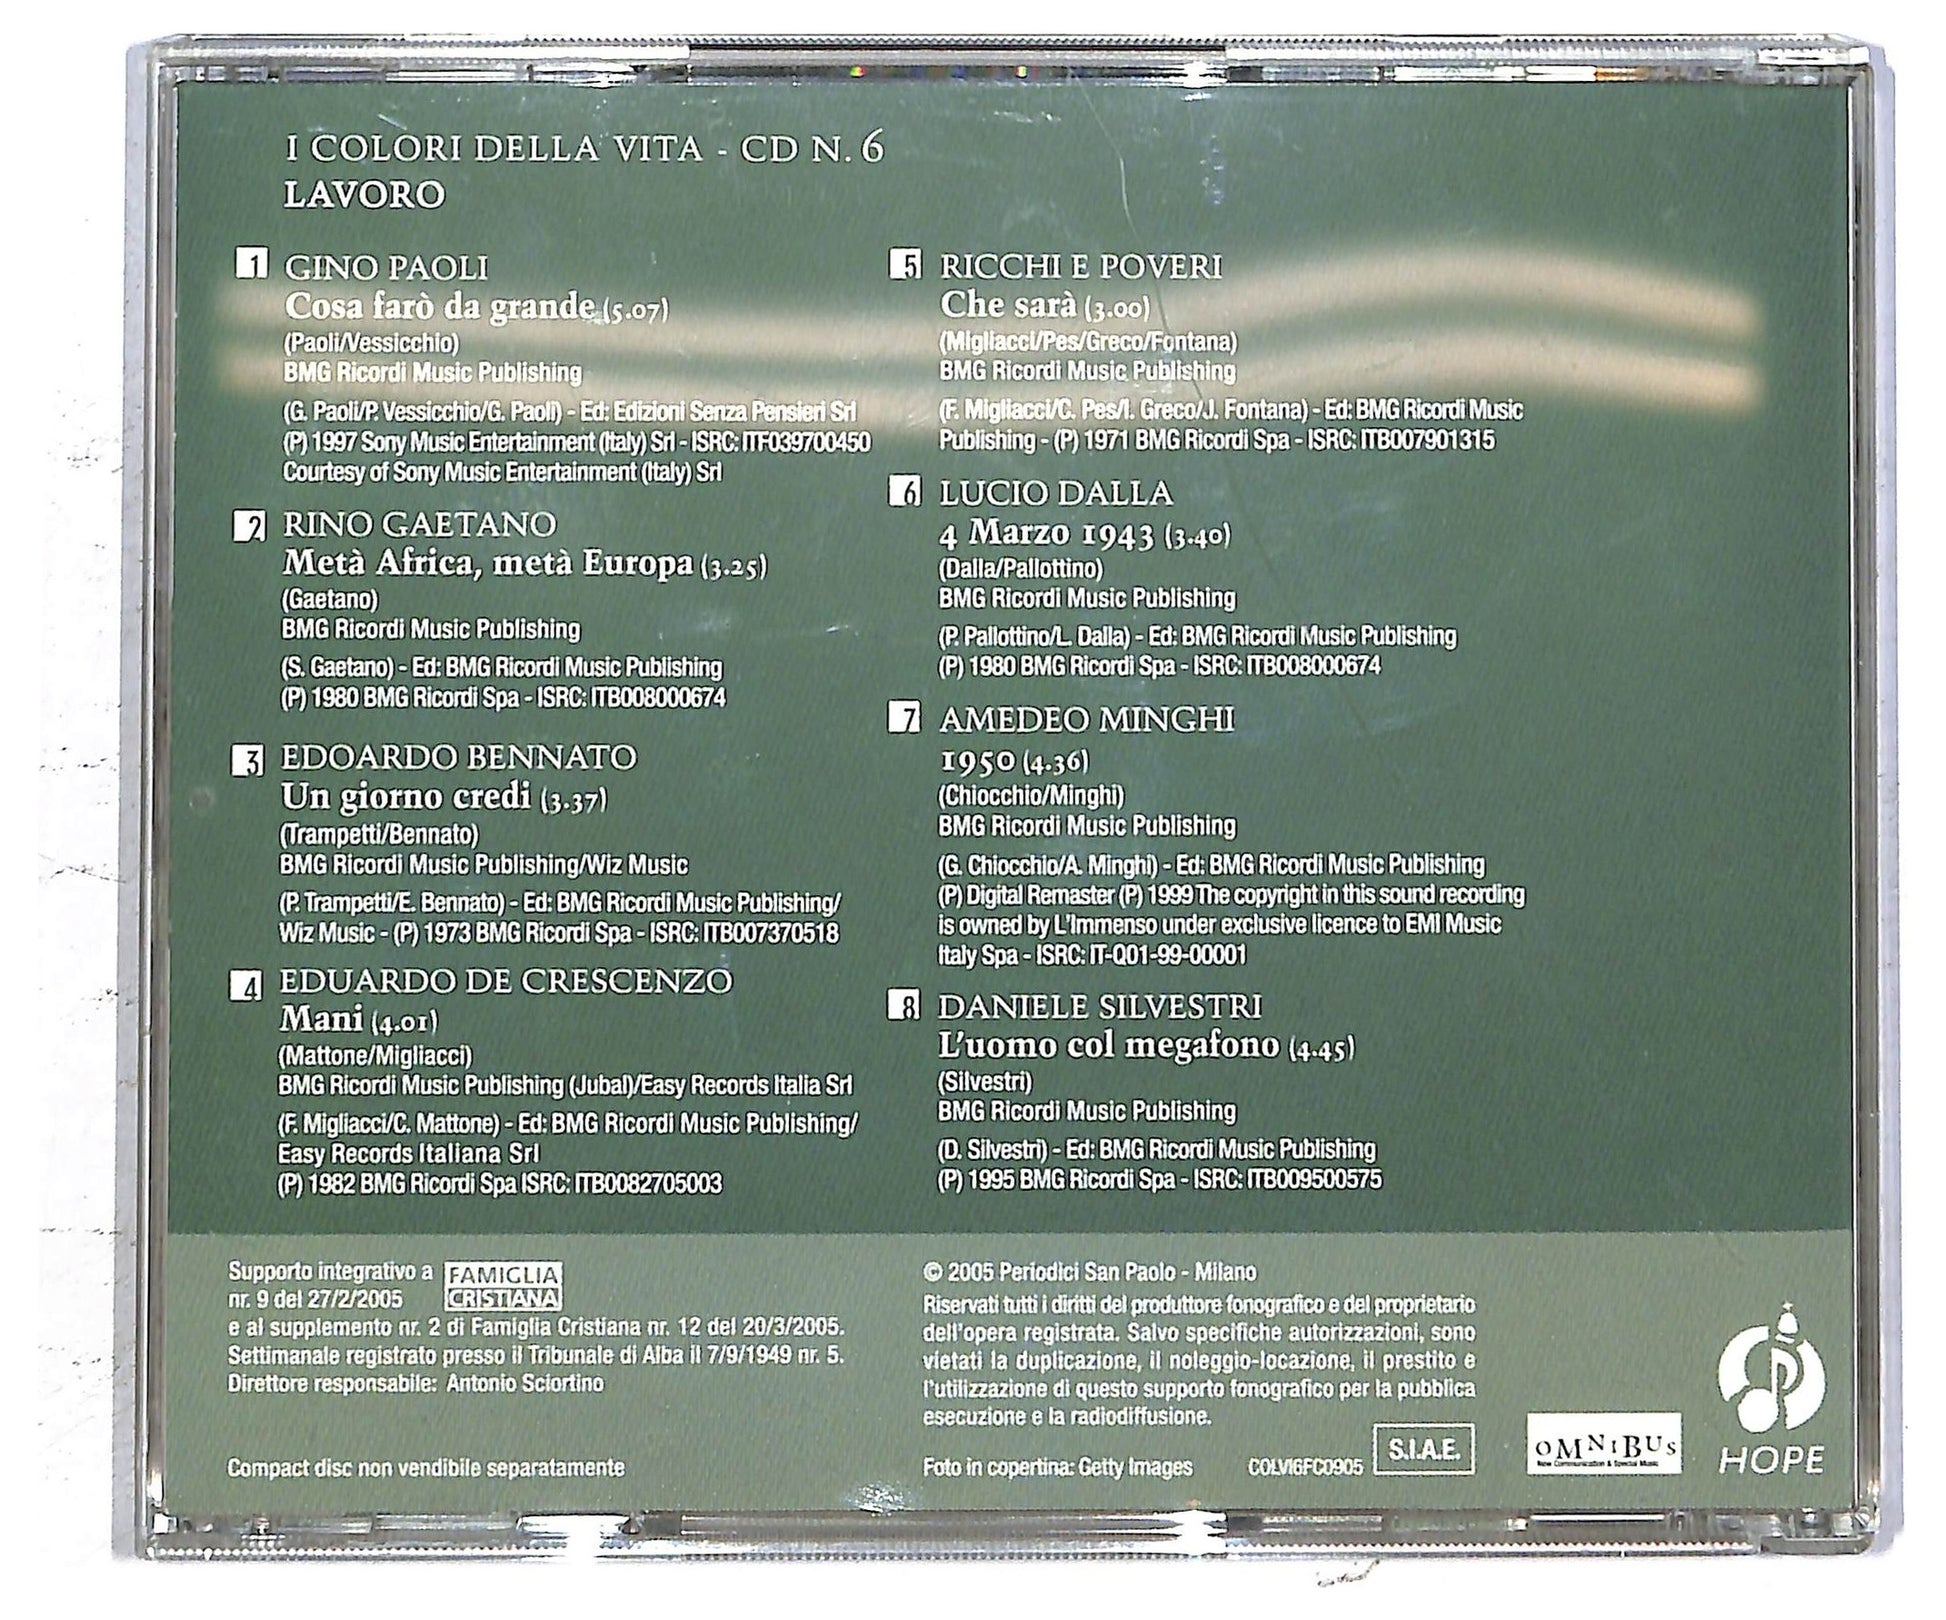 I COLORI DELLA VITA - CD N. 6
LAVORO
1 GINO PAOLI
Cosa farò da grande (5.07)
(Paoli/Vessicchio)
BMG Ricordi Music Publishing
(G. Paoli/P. Vessicchio/G. Paoli) - Ed: Edizioni Senza Pensieri Srl
(P) 1997 Sony Music Entertainment (Italy) Srl - ISRC: ITF039700450
Courtesy of Sony Music Entertainment (Italy) Srl
2 RINO GAETANO
Metà Africa, metà Europa (3.25)
(Gaetano)
BMG Ricordi Music Publishing
(S. Gaetano) - Ed: BMG Ricordi Music Publishing
(P) 1980 BMG Ricordi Spa - ISRC: ITB008000674
3 EDOARDO BENNATO
Un giorno credi (3.37)
(Trampetti/Bennato)
BMG Ricordi Music Publishing/Wiz Music
(P. Trampetti/E. Bennato) - Ed: BMG Ricordi Music Publishing/
Wiz Music - (P) 1973 BMG Ricordi Spa - ISRC: ITB007370518
4 EDUARDO DE CRESCENZO
Mani (4.01)
(Mattone/Migliacci)
BMG Ricordi Music Publishing (Jubal)/Easy Records Italia Srl
(F. Migliacci/C. Mattone) - Ed: BMG Ricordi Music Publishing/
Easy Records Italiana Srl
(P) 1982 BMG Ricordi Spa ISRC: ITB0082705003
5 RICCHI E POVERI
Che sarà (3.00)
(Migliacci/Pes/Greco/Fontana)
BMG Ricordi Music Publishing
(F. Migliacci/C. Pes/I. Greco/J. Fontana) - Ed: BMG Ricordi Music
Publishing - (P) 1971 BMG Ricordi Spa - ISRC: ITB007901315
6 LUCIO DALLA
4 Marzo 1943 (3.40)
(Dalla/Pallottino)
BMG Ricordi Music Publishing
(P. Pallottino/L. Dalla) - Ed: BMG Ricordi Music Publishing
(P) 1980 BMG Ricordi Spa - ISRC: ITB008000674
7 AMEDEO MINGHI
1950 (4.36)
(Chiocchio/Minghi)
BMG Ricordi Music Publishing
(G. Chiocchio/A. Minghi) - Ed: BMG Ricordi Music Publishing
(P) Digital Remaster (P) 1999 The copyright in this sound recording
is owned by L'Immenso under exclusive licence to EMI Music
Italy Spa - ISRC: IT-Q01-99-00001
8 DANIELE SILVESTRI
L'uomo col megafono (4.45)
(Silvestri)
BMG Ricordi Music Publishing
(D. Silvestri) - Ed: BMG Ricordi Music Publishing
(P) 1995 BMG Ricordi Spa - ISRC: ITB009500575
Supporto integrativo a FAMIGLIA CRISTIANA
nr. 9 del 27/2/2005
e al supplemento nr. 2 di Famiglia Cristiana nr. 12 del 20/3/2005.
Settimanale registrato presso il Tribunale di Alba il 7/9/1949 nr. 5.
Direttore responsabile: Antonio Sciortino
Compact disc non vendibile separatamente
© 2005 Periodici San Paolo - Milano
Riservati tutti i diritti del produttore fonografico e del proprietario
dell'opera registrata. Salvo specifiche autorizzazioni, sono
vietati la duplicazione, il noleggio-locazione, il prestito e
l'utilizzazione di questo supporto fonografico per la pubblica
esecuzione e la radiodiffusione.
Foto in copertina: Getty Images
COLVI6FC0905
S.I.A.E.
OMNIBUS
New Communication & Special Music
HOPE